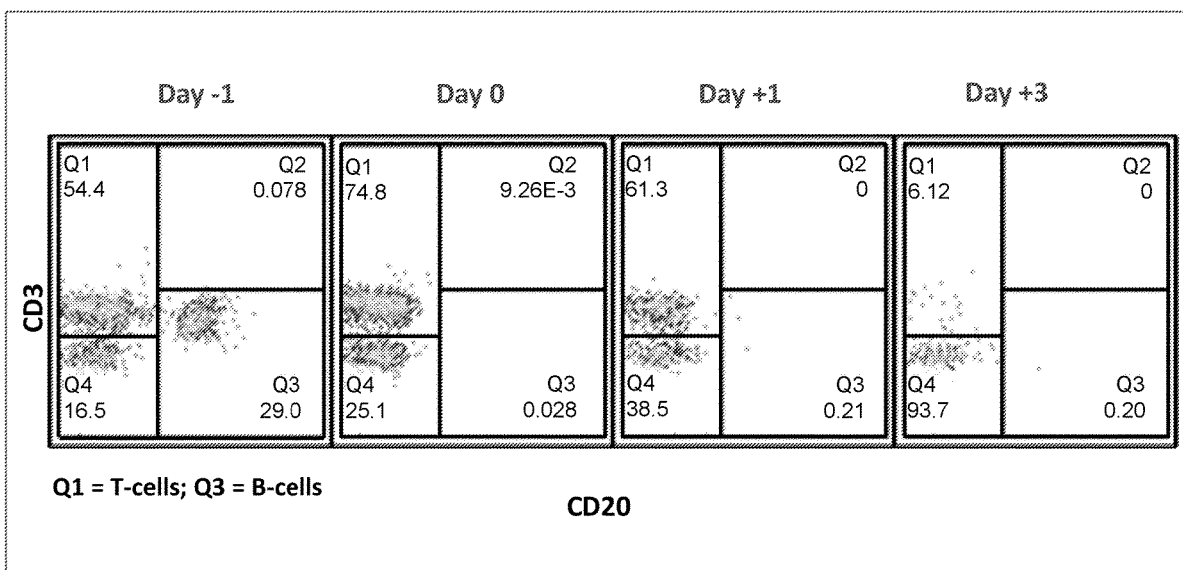 Day -1 Day 0 Day +1 Day +3
Q1 Q2 Q1 Q2 Q1 Q2 Q1 Q2
54.4 0.078 74.8 9.26E-3 61.3 0 6.12 0
CD3
Q4 Q3 Q4 Q3 Q4 Q3 Q4 Q3
16.5 29.0 25.1 0.028 38.5 0.21 93.7 0.20
Q1 = T-cells; Q3 = B-cells
CD20